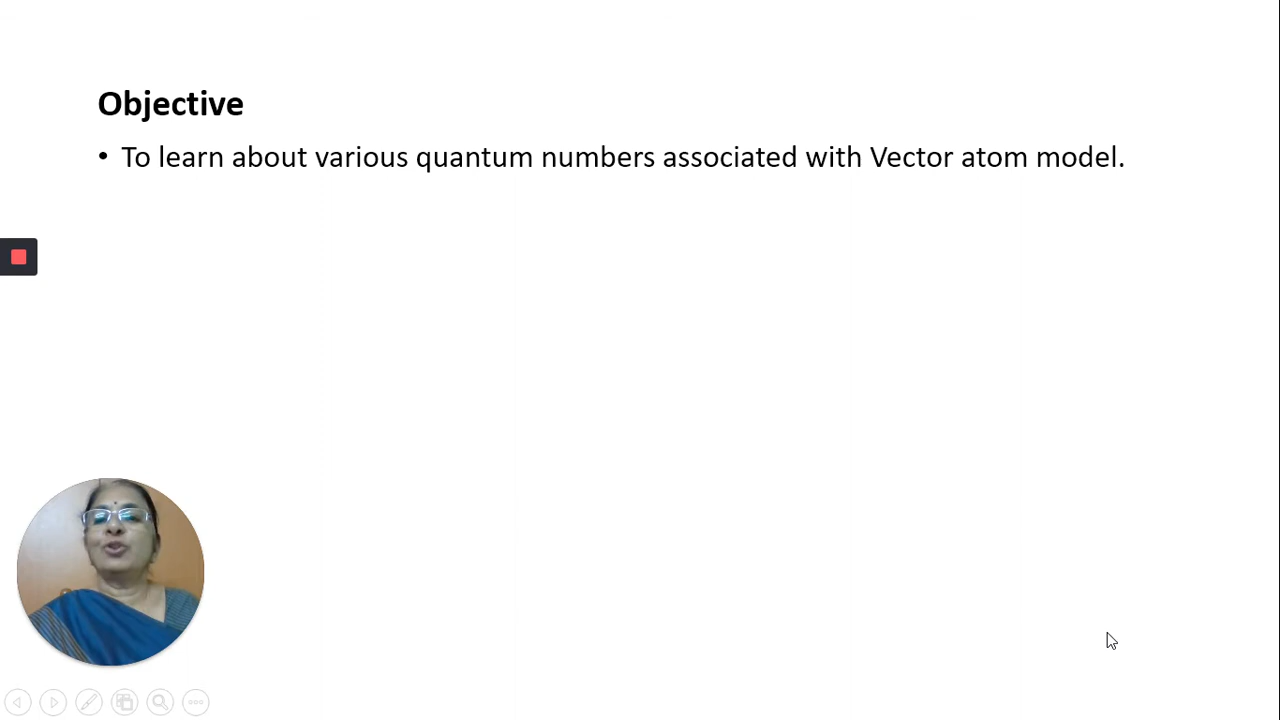 Objective
• To learn about various quantum numbers associated with Vector atom model.